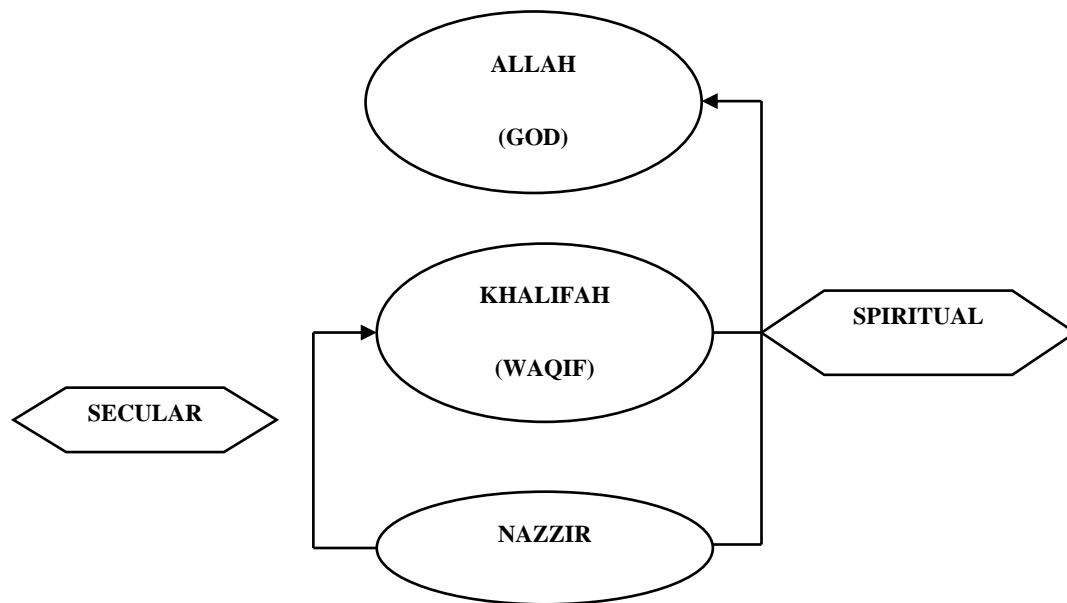 ALLAH
(GOD)
KHALIFAH
(WAQIF)
SPIRITUAL
SECULAR
NAZZIR